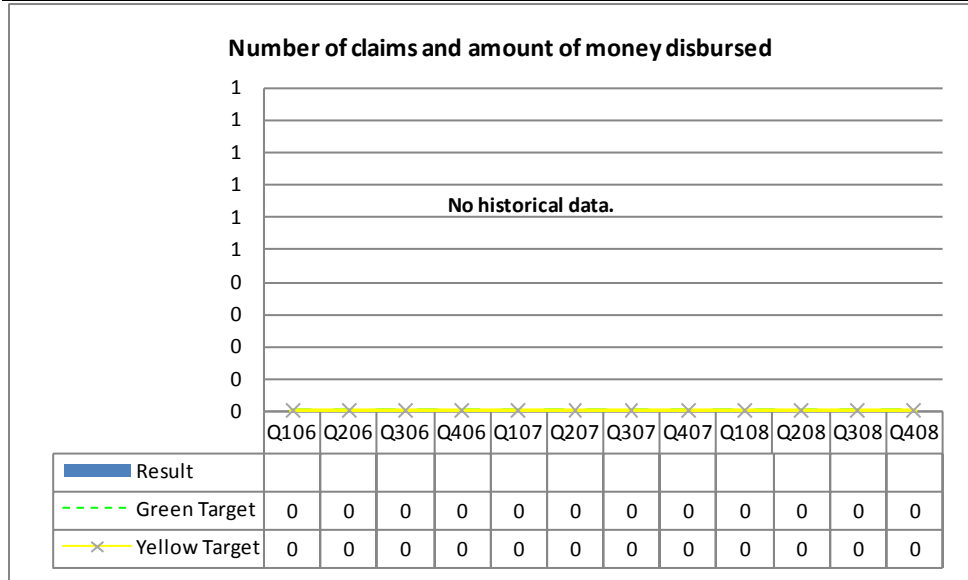 Number of claims and amount of money disbursed
1
1
1
1
1
1
0
0
0
0
0
No historical data.
Q106 Q206 Q306 Q406 Q107 Q207 Q307 Q407 Q108 Q208 Q308 Q408
Result
Green Target 0 0 0 0 0 0 0 0 0 0 0 0
Yellow Target 0 0 0 0 0 0 0 0 0 0 0 0